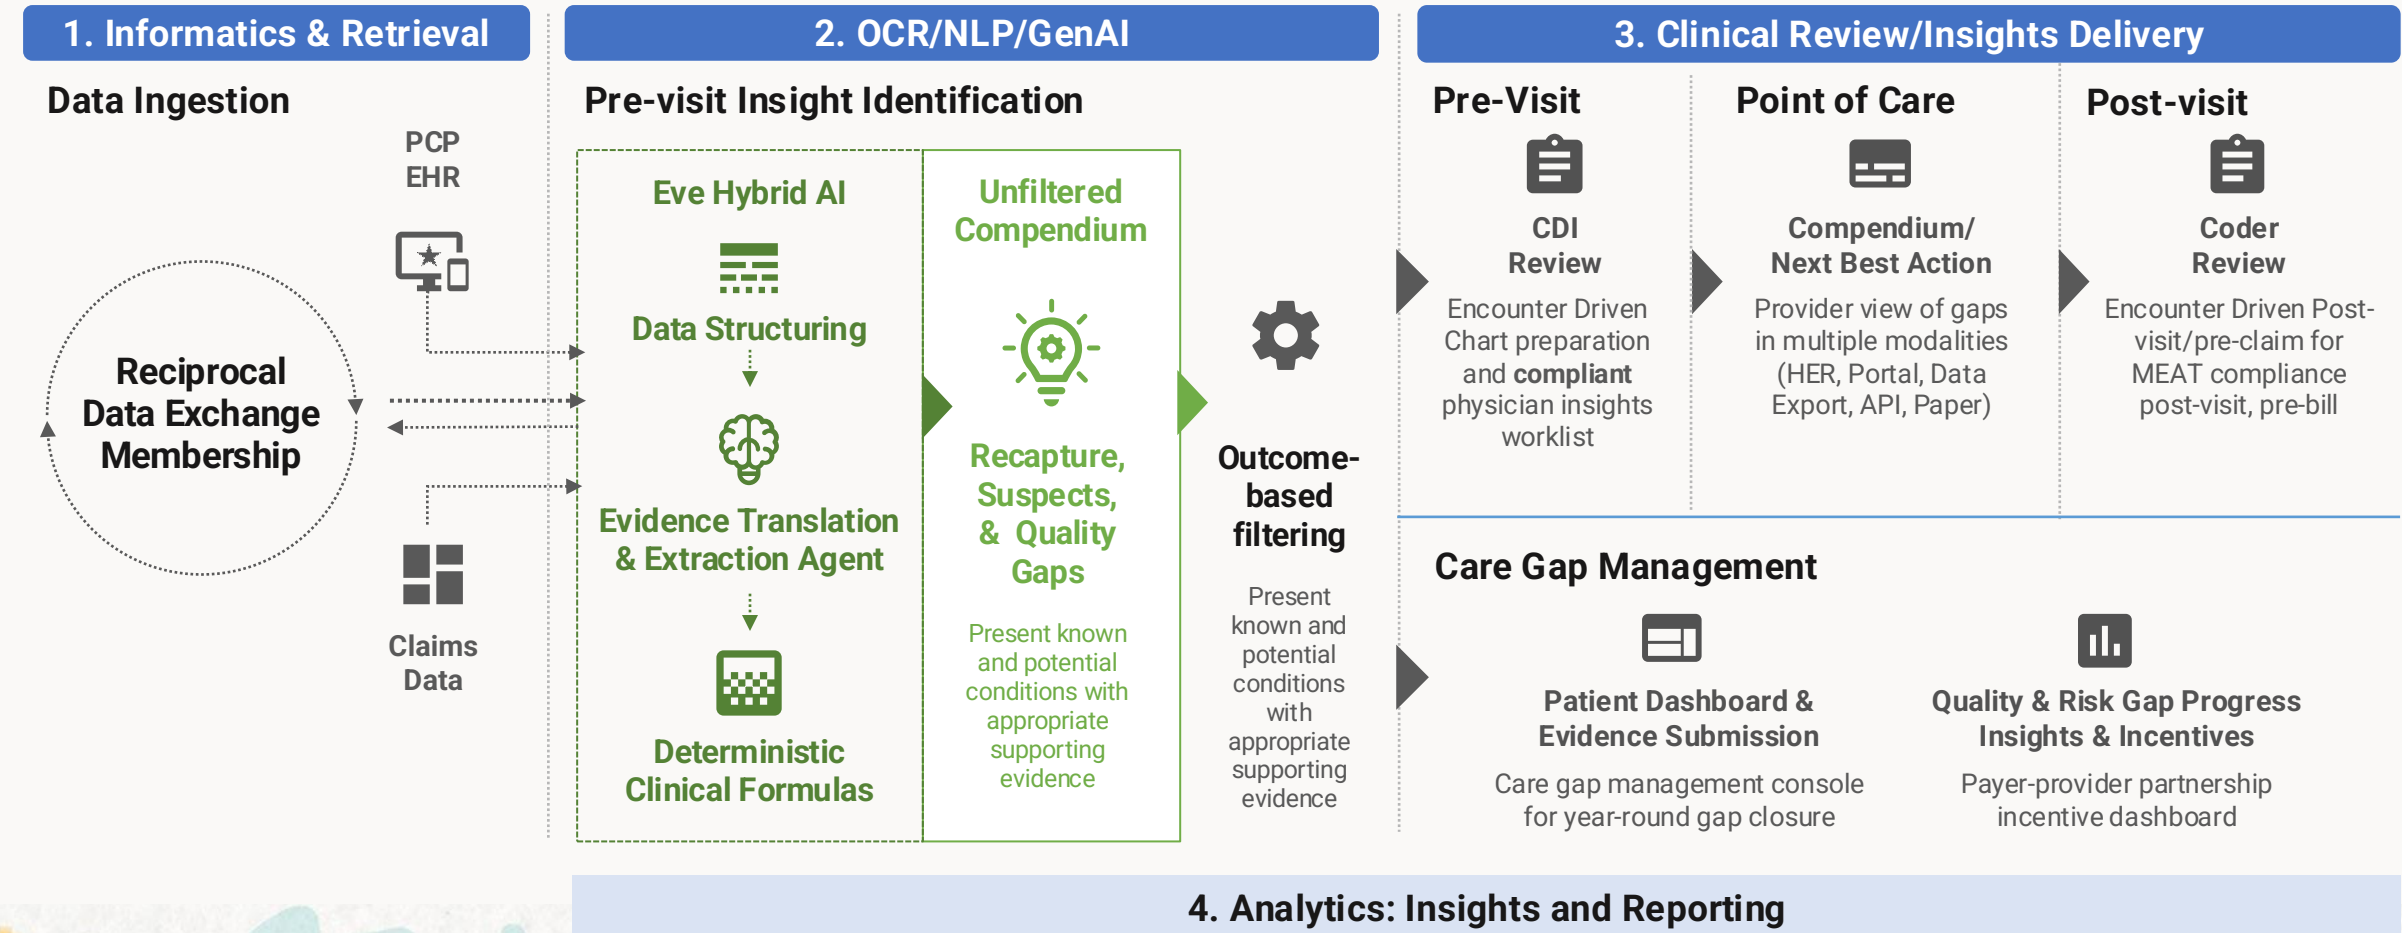 1. Informatics & Retrieval
Data Ingestion
PCP
EHR
Reciprocal
Data Exchange
Membership
Claims
Data
2. OCR/NLP/GenAI
Pre-visit Insight Identification
Eve Hybrid AI
Data Structuring
Evidence Translation
& Extraction Agent
Deterministic
Clinical Formulas
Unfiltered
Compendium
Recapture,
Suspects,
& Quality
Gaps
Present known
and potential
conditions with
appropriate
supporting
evidence
Outcome-
based
filtering
Present
known and
potential
conditions
with
appropriate
supporting
evidence
3. Clinical Review/Insights Delivery
Pre-Visit
CDI
Review
Encounter Driven
Chart preparation
and compliant
physician insights
worklist
Point of Care
Compendium/
Next Best Action
Provider view of gaps
in multiple modalities
(HER, Portal, Data
Export, API, Paper)
Post-visit
Coder
Review
Encounter Driven Post-
visit/pre-claim for
MEAT compliance
post-visit, pre-bill
Care Gap Management
Patient Dashboard &
Evidence Submission
Care gap management console
for year-round gap closure
Quality & Risk Gap Progress
Insights & Incentives
Payer-provider partnership
incentive dashboard
4. Analytics: Insights and Reporting